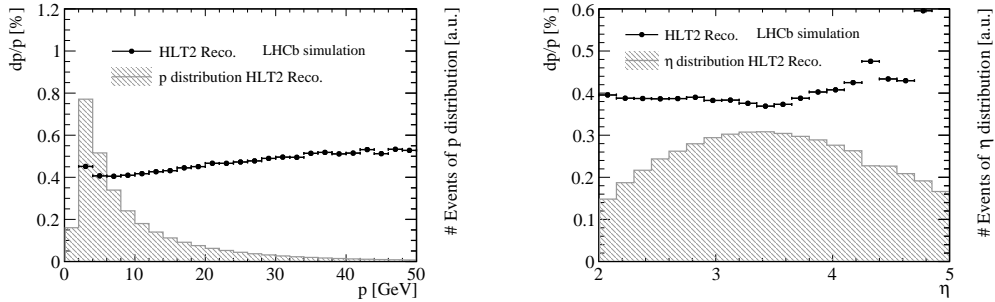 dp/p [%]
1.2
1
0.8
0.6
0.4
0.2
0
HLT2 Reco.
LHCb simulation
p distribution HLT2 Reco.
0
10
20
30
40
50
p [GeV]
# Events of p distribution [a.u.]
dp/p [%]
0.6
0.5
0.4
0.3
0.2
0.1
0
HLT2 Reco.
LHCb simulation
η distribution HLT2 Reco.
2
3
4
5
η
# Events of η distribution [a.u.]